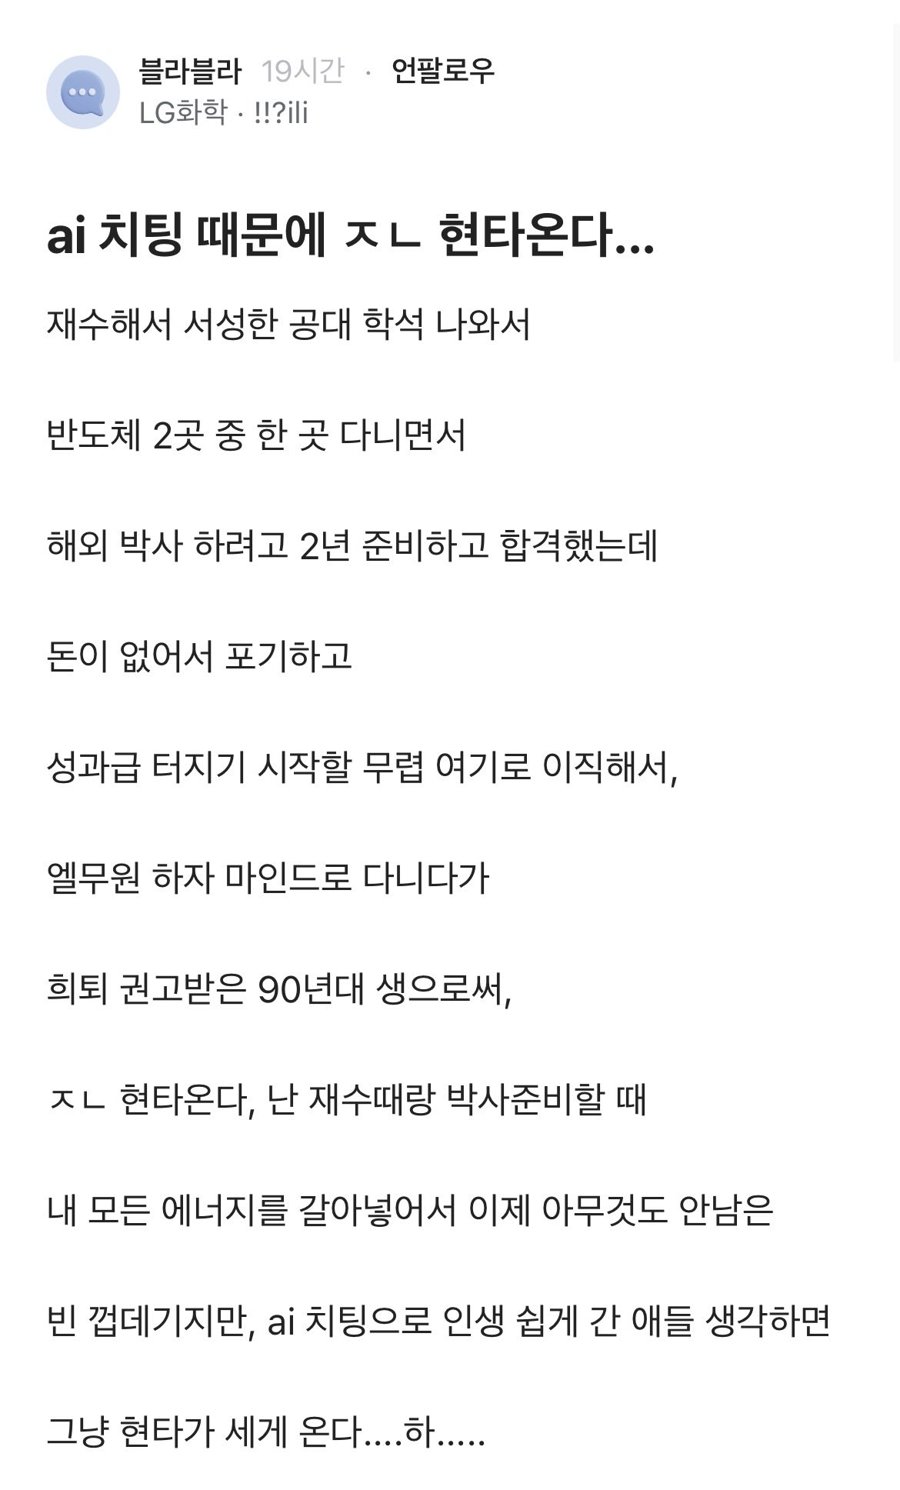 블라블라 19시간 · 언팔로우
LG화학 · !!?ili
ai 치팅 때문에 ㅈㄴ 현타온다...
재수해서 서성한 공대 학석 나와서
반도체 2곳 중 한 곳 다니면서
해외 박사 하려고 2년 준비하고 합격했는데
돈이 없어서 포기하고
성과급 터지기 시작할 무렵 여기로 이직해서,
엘무원 하자 마인드로 다니다가
희퇴 권고받은 90년대 생으로써,
ㅈㄴ 현타온다, 난 재수때랑 박사준비할 때
내 모든 에너지를 갈아넣어서 이제 아무것도 안남은
빈 껍데기지만, ai 치팅으로 인생 쉽게 간 애들 생각하면
그냥 현타가 세게 온다....하.....